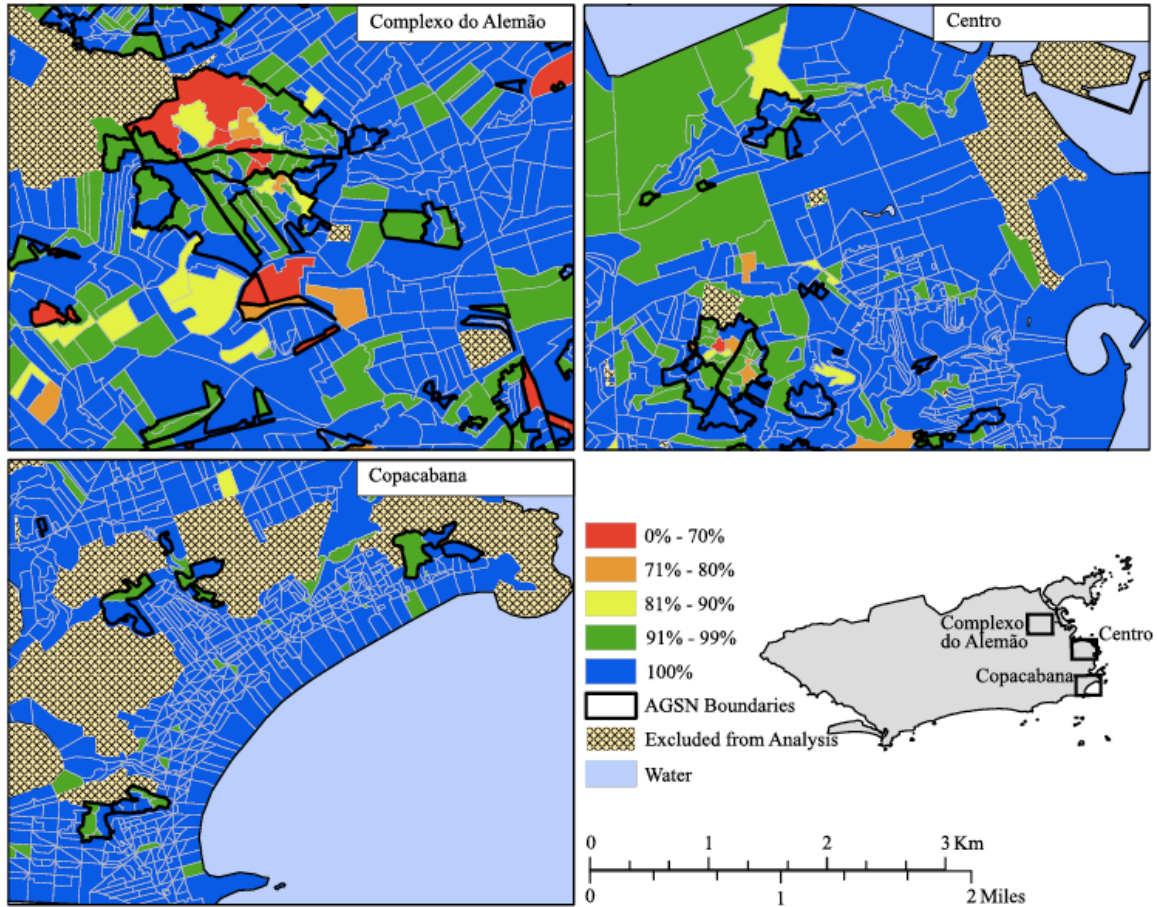 Complexo do Alemão
Centro
Copacabana
0% - 70%
71% - 80%
81% - 90%
91% - 99%
100%
AGSN Boundaries
Excluded from Analysis
Water
Complexo
do Alemão
Centro
Copacabana
0 1 2 3 Km
0 1 2 Miles